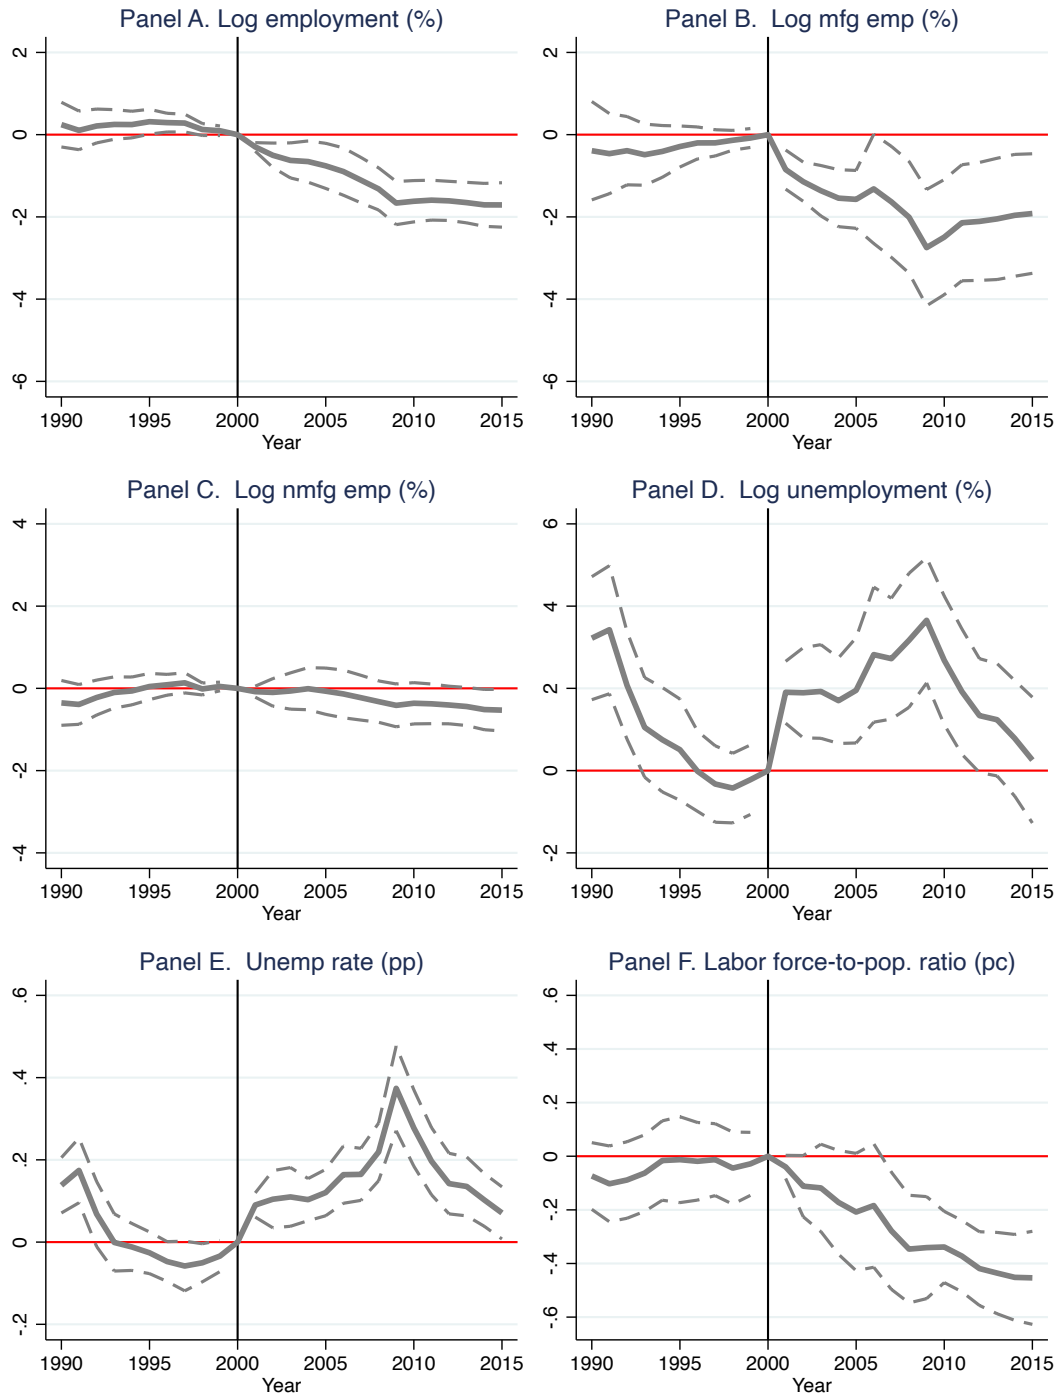 Panel A. Log employment (%)
2
0
-2
-4
-6
1990 1995 2000 2005 2010 2015
Year
Panel B. Log mfg emp (%)
2
0
-2
-4
-6
1990 1995 2000 2005 2010 2015
Year
Panel C. Log nmfg emp (%)
4
2
0
-2
-4
1990 1995 2000 2005 2010 2015
Year
Panel D. Log unemployment (%)
6
4
2
0
-2
1990 1995 2000 2005 2010 2015
Year
Panel E. Unemp rate (pp)
.6
.4
.2
0
-.2
1990 1995 2000 2005 2010 2015
Year
Panel F. Labor force-to-pop. ratio (pc)
.6
.4
.2
0
-.2
-.4
-.6
1990 1995 2000 2005 2010 2015
Year